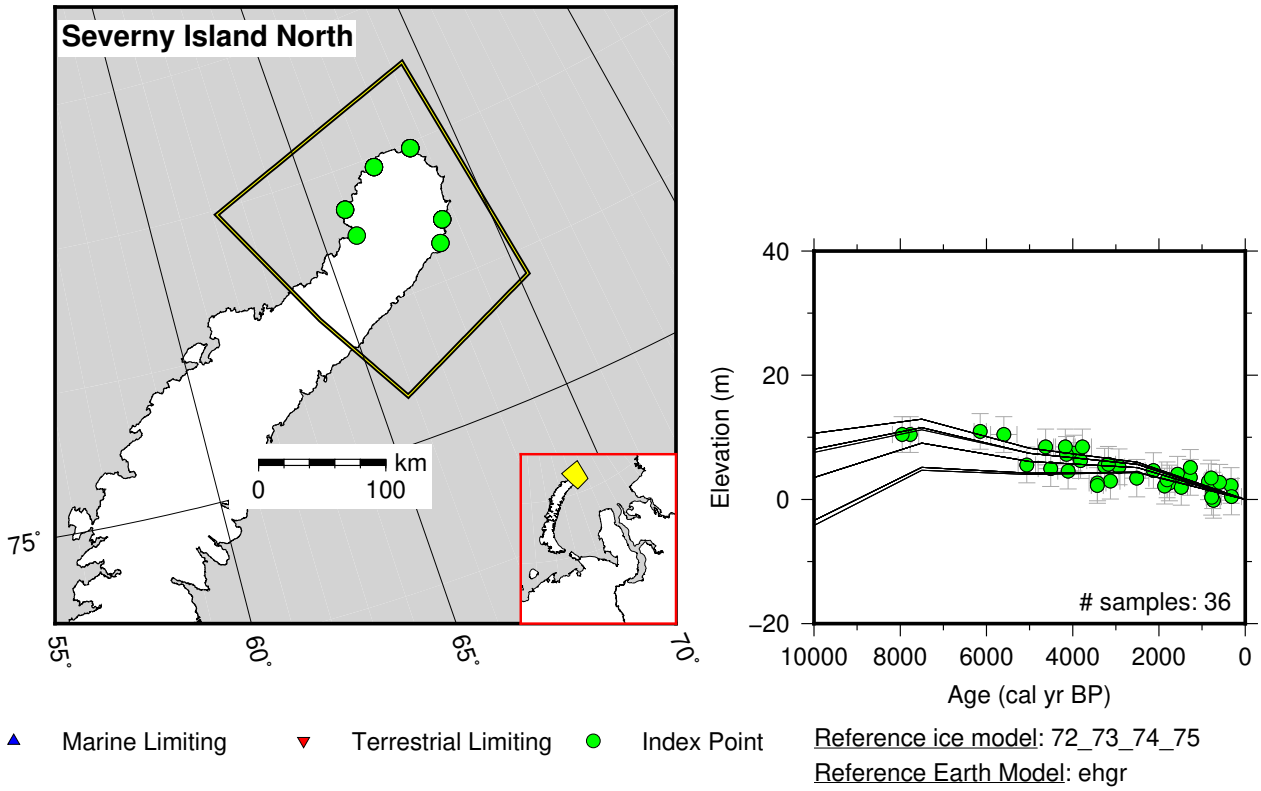 Severny Island North
75°
55°
60°
65°
70°
km
0 100
Elevation (m)
40
20
0
−20
# samples: 36
10000 8000 6000 4000 2000 0
Age (cal yr BP)
Marine Limiting Terrestrial Limiting Index Point
Reference ice model: 72_73_74_75
Reference Earth Model: ehgr